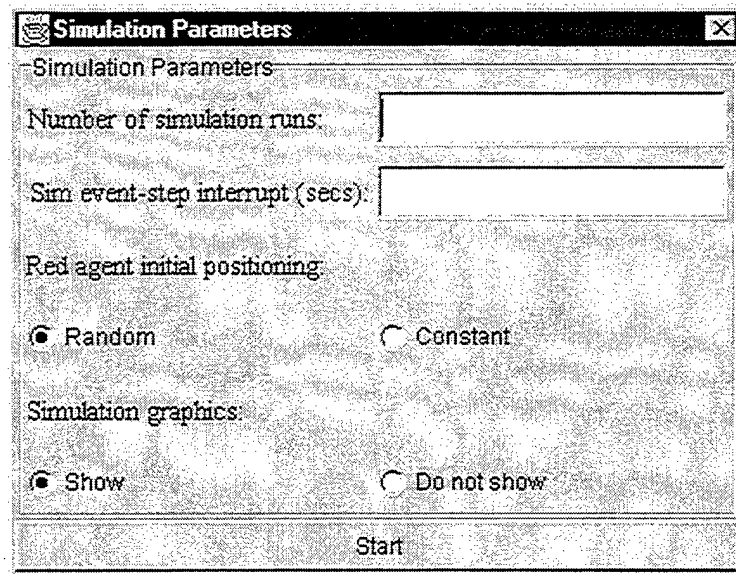 Simulation Parameters
Simulation Parameters
Number of simulation runs:
Sim event-step interrupt (secs):
Red agent initial positioning:
Random
Constant
Simulation graphics:
Show
Do not show
Start